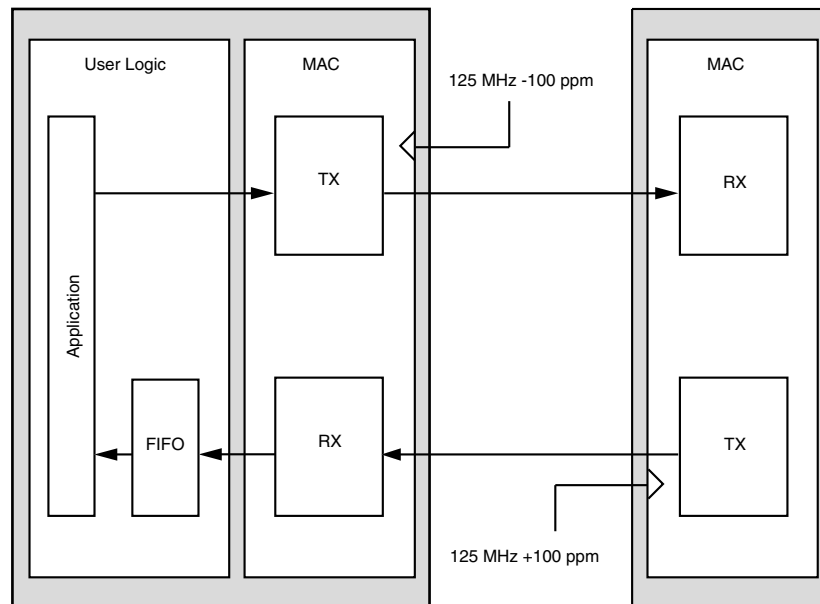 User Logic
MAC
MAC
125 MHz -100 ppm
TX
RX
Application
FIFO
RX
TX
125 MHz +100 ppm